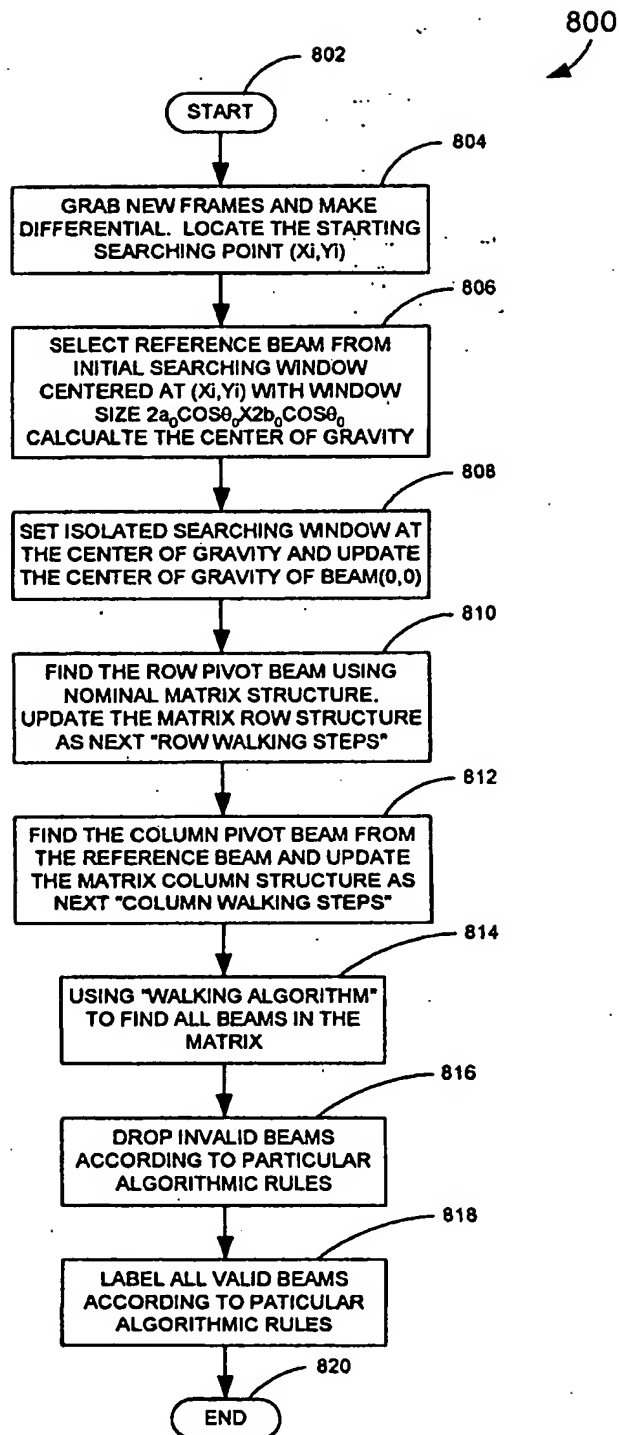 800
802
START
804
GRAB NEW FRAMES AND MAKE
DIFFERENTIAL. LOCATE THE STARTING
SEARCHING POINT (Xi,Yi)
806
SELECT REFERENCE BEAM FROM
INITIAL SEARCHING WINDOW
CENTERED AT (Xi,Yi) WITH WINDOW
SIZE 2a₀COSθ₀X2b₀COSθ₀
CALCUALTE THE CENTER OF GRAVITY
808
SET ISOLATED SEARCHING WINDOW AT
THE CENTER OF GRAVITY AND UPDATE
THE CENTER OF GRAVITY OF BEAM(0,0)
810
FIND THE ROW PIVOT BEAM USING
NOMINAL MATRIX STRUCTURE.
UPDATE THE MATRIX ROW STRUCTURE
AS NEXT "ROW WALKING STEPS"
812
FIND THE COLUMN PIVOT BEAM FROM
THE REFERENCE BEAM AND UPDATE
THE MATRIX COLUMN STRUCTURE AS
NEXT "COLUMN WALKING STEPS"
814
USING "WALKING ALGORITHM"
TO FIND ALL BEAMS IN THE
MATRIX
816
DROP INVALID BEAMS
ACCORDING TO PARTICULAR
ALGORITHMIC RULES
818
LABEL ALL VALID BEAMS
ACCORDING TO PATICULAR
ALGORITHMIC RULES
820
END